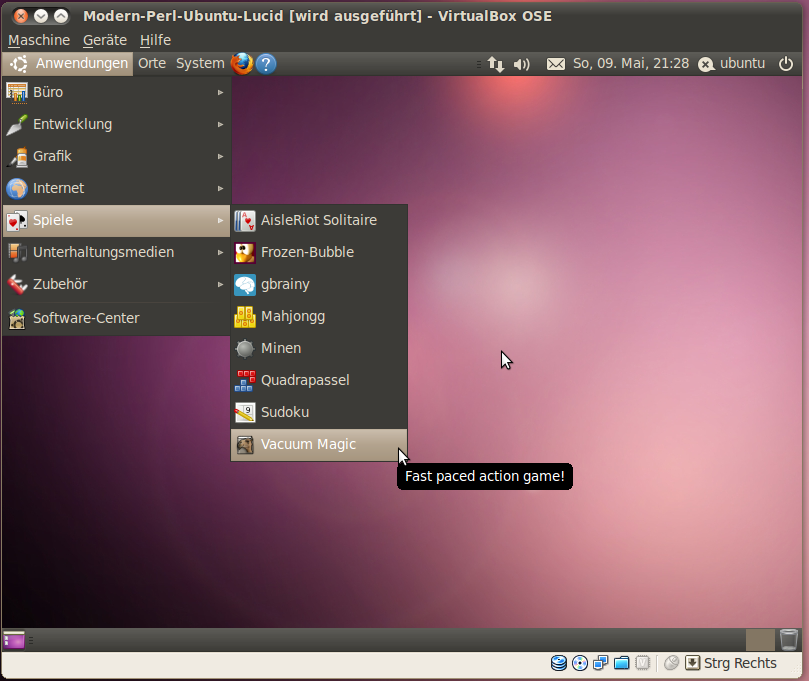 Modern-Perl-Ubuntu-Lucid [wird ausgeführt] - VirtualBox OSE
Maschine Geräte Hilfe
Anwendungen Orte System ? So, 09. Mai, 21:28 ubuntu
Büro
Entwicklung
Grafik
Internet
Spiele
Unterhaltungsmedien
Zubehör
Software-Center
AisleRiot Solitaire
Frozen-Bubble
gbrainy
Mahjongg
Minen
Quadrapassel
Sudoku
Vacuum Magic
Fast paced action game!
Strg Rechts